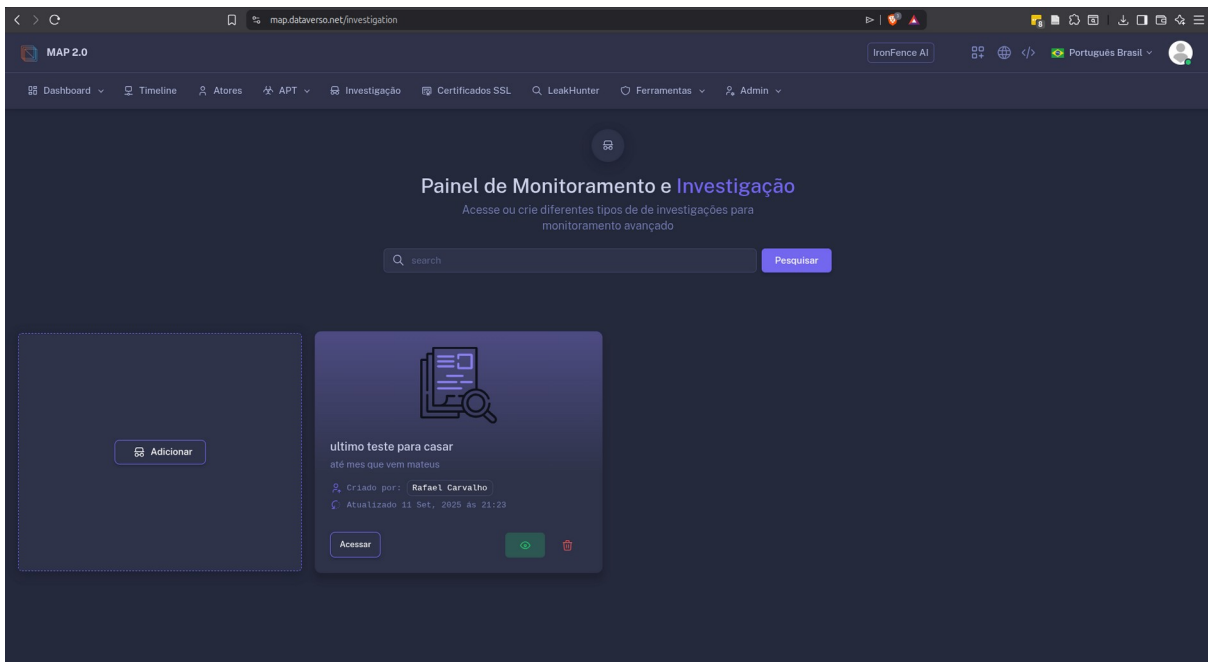 map.dataverso.net/investigation
8
MAP 2.0
IronFence AI
</>
Português Brasil
Dashboard
Timeline
Atores
APT
Investigação
Certificados SSL
LeakHunter
Ferramentas
Admin
Painel de Monitoramento e Investigação
Acesse ou crie diferentes tipos de de investigações para
monitoramento avançado
search
Pesquisar
Adicionar
ultimo teste para casar
até mes que vem mateus
Criado por: Rafael Carvalho
Atualizado 11 Set, 2025 às 21:23
Acessar